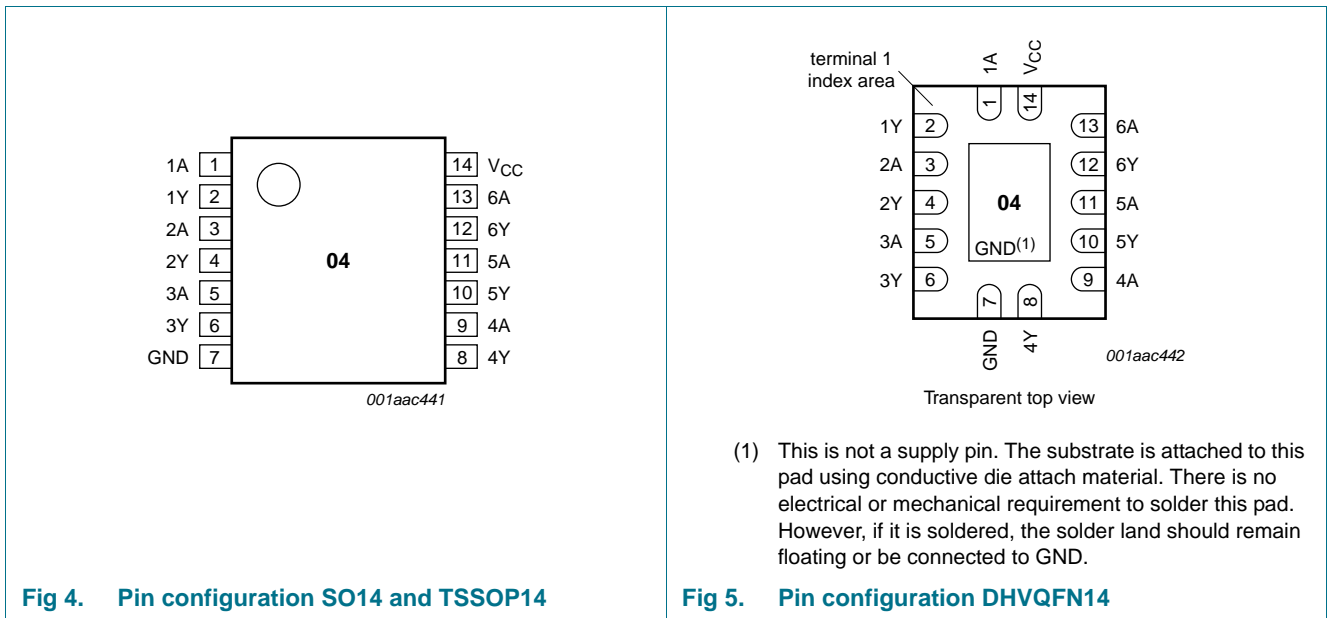 1A 1
1Y 2
2A 3
2Y 4
3A 5
3Y 6
GND 7
04
14 VCC
13 6A
12 6Y
11 5A
10 5Y
9 4A
8 4Y
001aac441
Fig 4. Pin configuration SO14 and TSSOP14
terminal 1
index area
1A
VCC
1
14
1Y 2
2A 3
2Y 4
3A 5
3Y 6
04
GND(1)
13 6A
12 6Y
11 5A
10 5Y
9 4A
7
8
GND
4Y
001aac442
Transparent top view
(1) This is not a supply pin. The substrate is attached to this
pad using conductive die attach material. There is no
electrical or mechanical requirement to solder this pad.
However, if it is soldered, the solder land should remain
floating or be connected to GND.
Fig 5. Pin configuration DHVQFN14